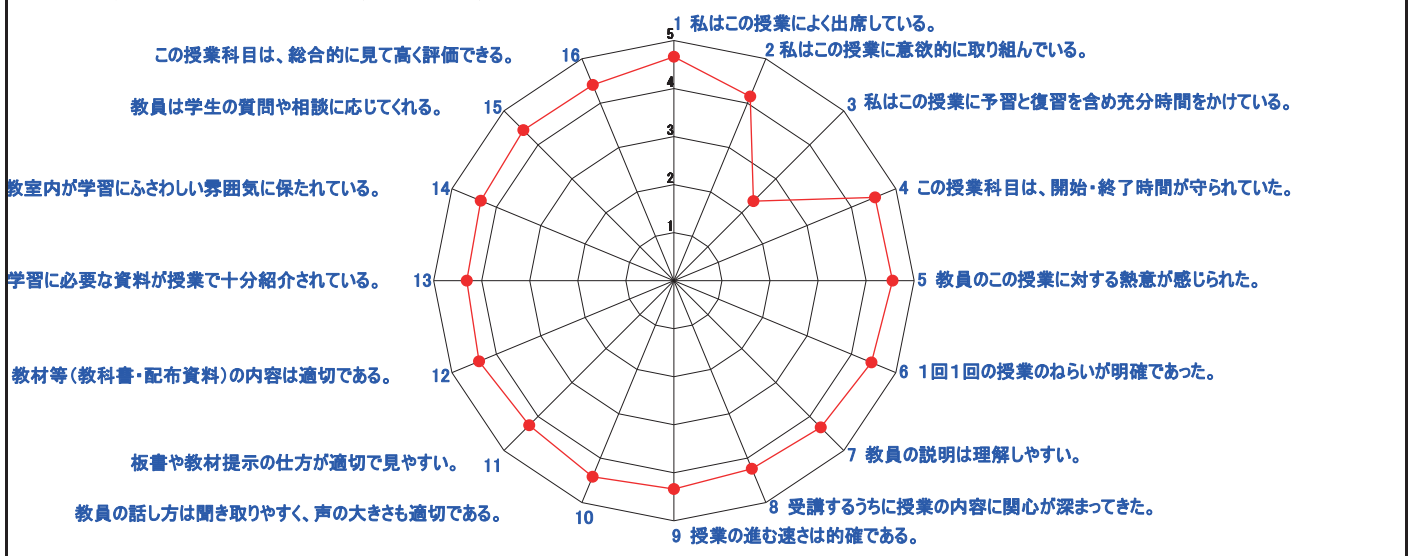 1 私はこの授業によく出席している。
2 私はこの授業に意欲的に取り組んでいる。
3 私はこの授業に予習と復習を含め充分時間をかけている。
4 この授業科目は、開始・終了時間が守られていた。
5 教員のこの授業に対する熱意が感じられた。
6 1回1回の授業のねらいが明確であった。
7 教員の説明は理解しやすい。
8 受講するうちに授業の内容に関心が深まってきた。
9 授業の進む速さは的確である。
教員の話し方は聞き取りやすく、声の大きさも適切である。 10
板書や教材提示の仕方が適切で見やすい。 11
教材等(教科書・配布資料)の内容は適切である。 12
学習に必要な資料が授業で十分紹介されている。 13
教室内が学習にふさわしい雰囲気に保たれている。 14
教員は学生の質問や相談に応じてくれる。 15
この授業科目は、総合的に見て高く評価できる。 16
5
4
3
2
1